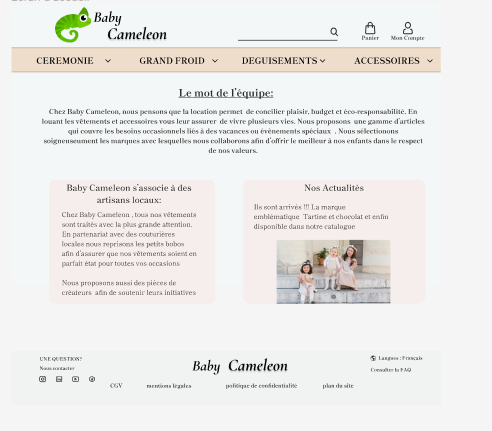 Baby
Cameleon
Panier
Mon Compte
CEREMONIE
GRAND FROID
DEGUISEMENTS
ACCESSOIRES
Le mot de l'équipe:
Chez Baby Cameleon, nous pensons que la location permet de concilier plaisir, budget et éco-responsabilité. En
louant les vêtements et accessoires vous leur assurer de vivre plusieurs vies. Nous proposons une gamme d'articles
qui couvre les besoins occasionnels liés à des vacances ou évènements spéciaux . Nous sélectionons
soigneusement les marques avec lesquelles nous collaborons afin d'offrir le meilleur à nos enfants dans le respect
de nos valeurs.
Baby Cameleon s'associe à des
artisans locaux:
Chez Baby Cameleon , tous nos vêtements
sont traités avec la plus grande attention.
En partenariat avec des couturières
locales nous reprisons les petits bobos
afin d'assurer que nos vêtements soient en
parfait état pour toutes vos occasions
Nous proposons aussi des pièces de
créateurs afin de soutenir leurs initiatives
Nos Actualités
Ils sont arrivés !!! La marque
emblématique Tartine et chocolat et enfin
disponible dans notre catalogue
UNE QUESTION?
Nous contacter
Baby Cameleon
Langues : Français
Consulter la FAQ
CGV
mentions légales
politique de confidentialité
plan du site